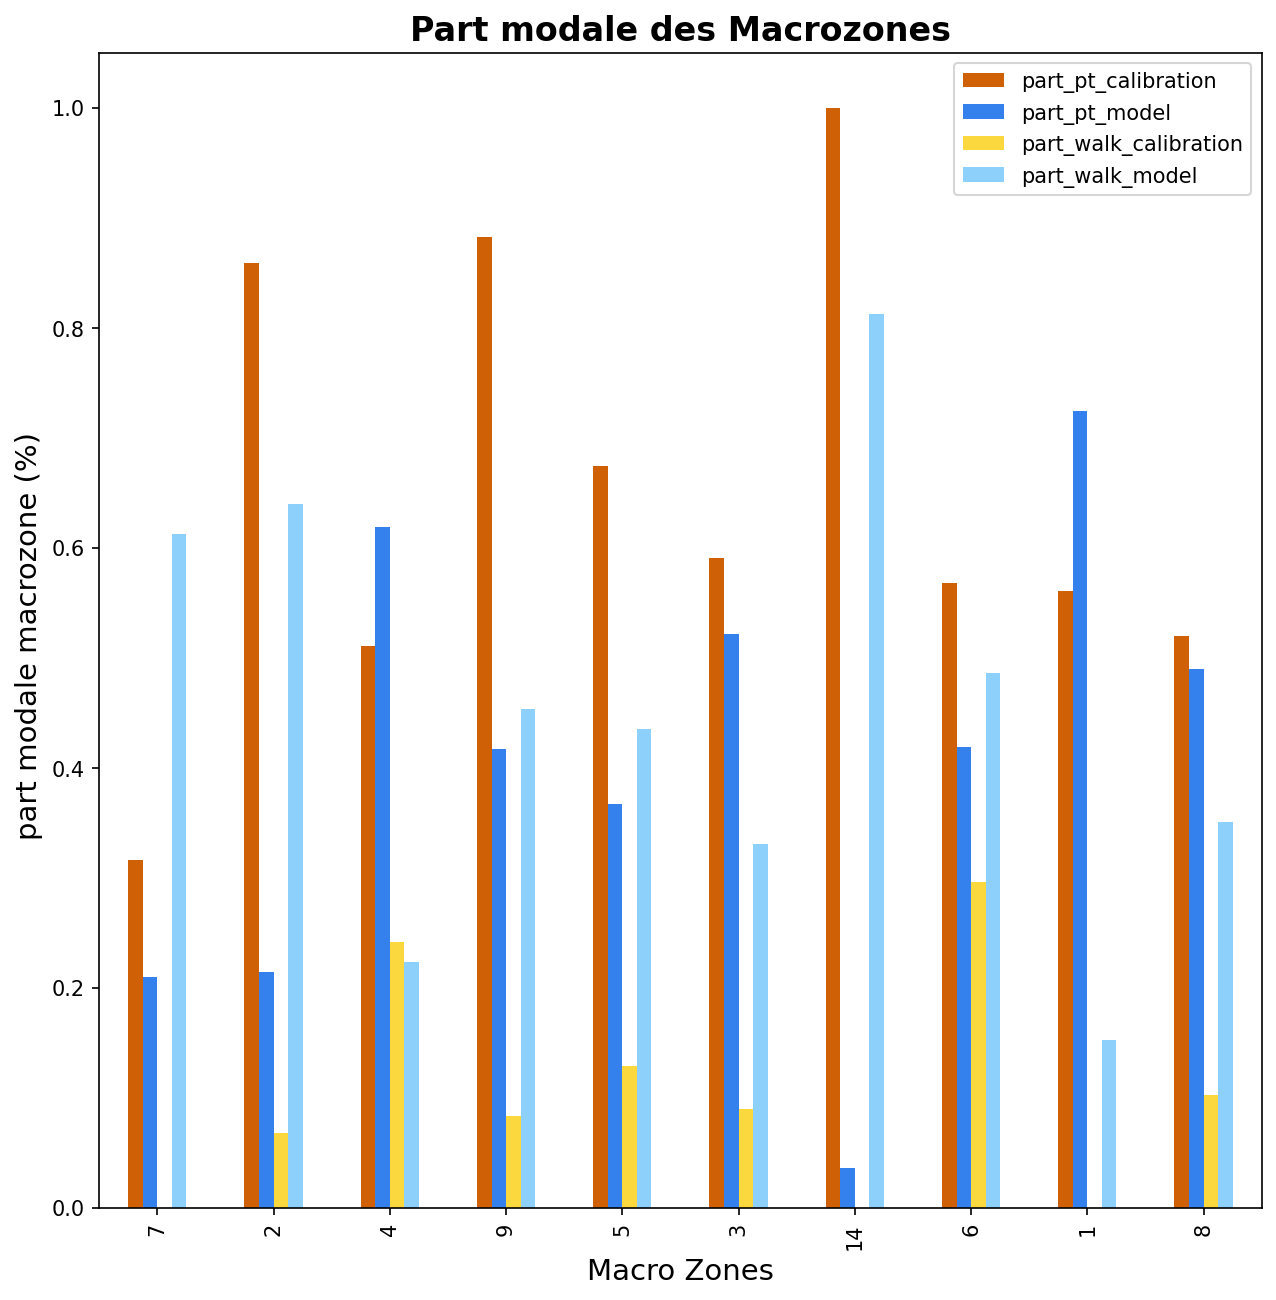 Part modale des Macrozones
part_pt_calibration
part_pt_model
part_walk_calibration
part_walk_model
part modale macrozone (%)
1.0
0.8
0.6
0.4
0.2
0.0
7 2 4 9 5 3 14 6 1 8
Macro Zones